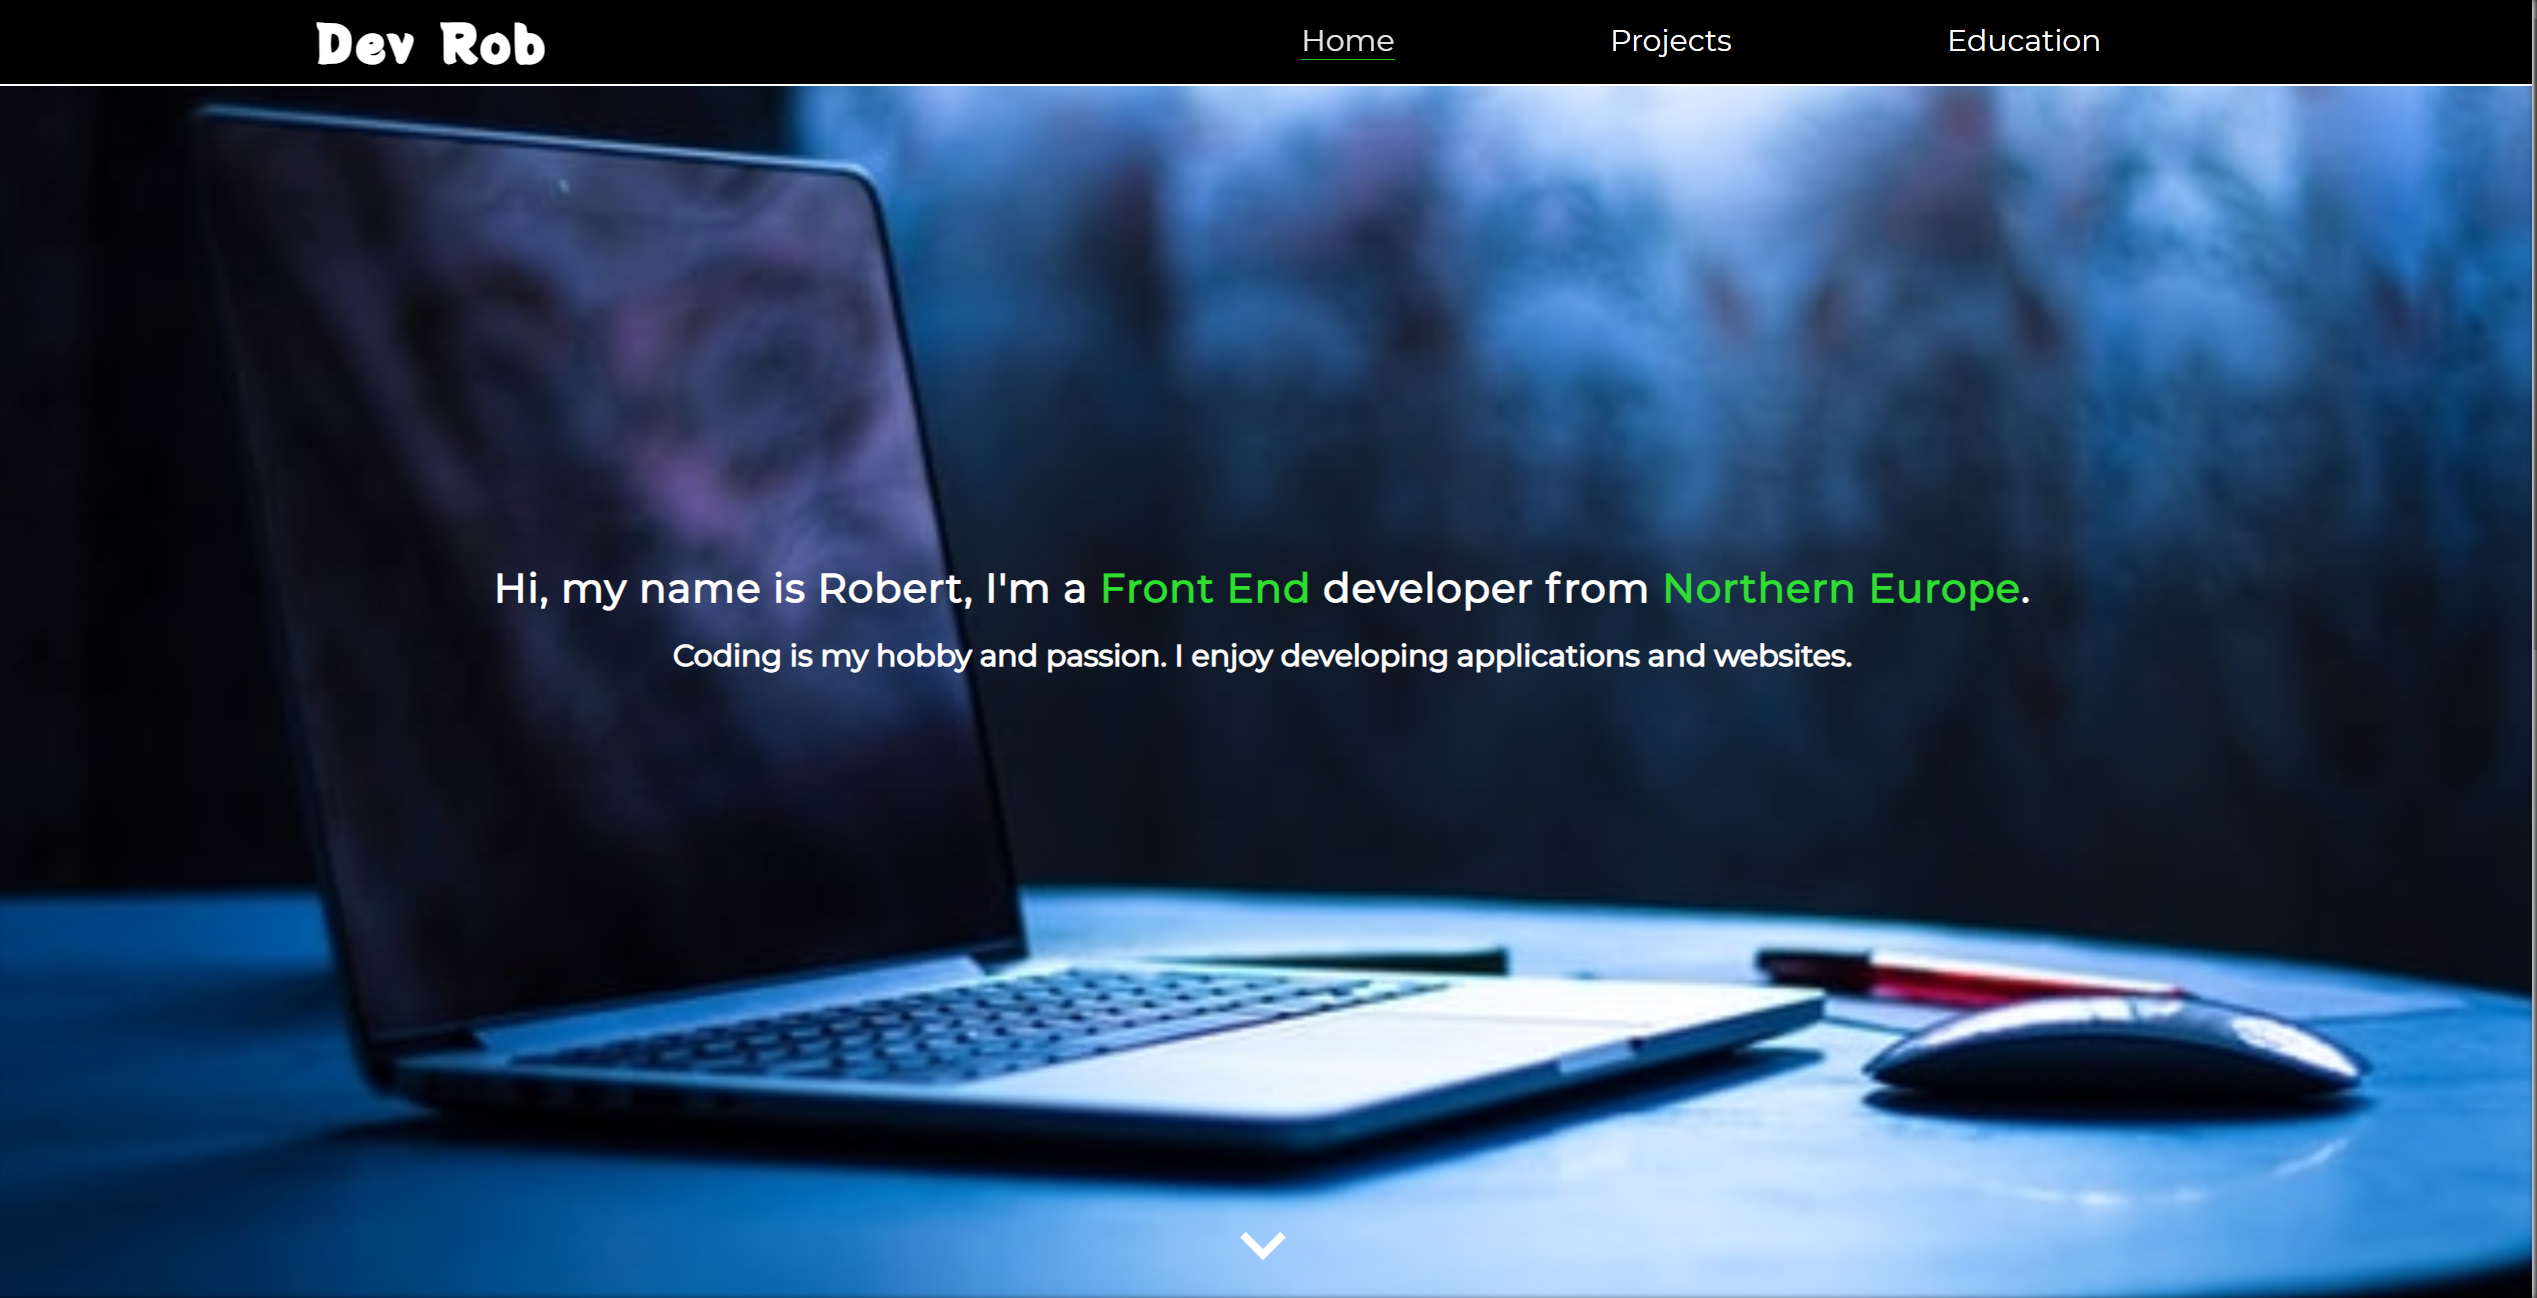 Dev Rob
Home
Projects
Education
Hi, my name is Robert, I'm a Front End developer from Northern Europe.
Coding is my hobby and passion. I enjoy developing applications and websites.